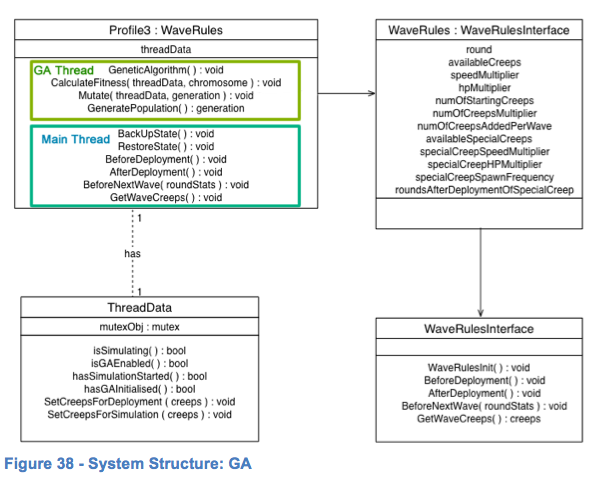 Profile3 : WaveRules
threadData
GA Thread GeneticAlgorithm( ) : void
CalculateFitness( threadData, chromosome ) : void
Mutate( threadData, generation ) : void
GeneratePopulation( ) : generation
Main Thread BackUpState( ) : void
RestoreState( ) : void
BeforeDeployment( ) : void
AfterDeployment( ) : void
BeforeNextWave( roundStats ) : void
GetWaveCreeps( ) : void
1
has
1
ThreadData
mutexObj : mutex
isSimulating( ) : bool
isGAEnabled( ) : bool
hasSimulationStarted( ) : bool
hasGAInitialised( ) : bool
SetCreepsForDeployment ( creeps ) : void
SetCreepsForSimulation ( creeps ) : void
WaveRules : WaveRulesInterface
round
availableCreeps
speedMultiplier
hpMultiplier
numOfStartingCreeps
numOfCreepsMultiplier
numOfCreepsAddedPerWave
availableSpecialCreeps
specialCreepSpeedMultiplier
specialCreepHPMultiplier
specialCreepSpawnFrequency
roundsAfterDeploymentOfSpecialCreep
WaveRulesInterface
WaveRulesInit( ) : void
BeforeDeployment( ) : void
AfterDeployment( ) : void
BeforeNextWave( roundStats ) : void
GetWaveCreeps( ) : creeps
Figure 38 - System Structure: GA